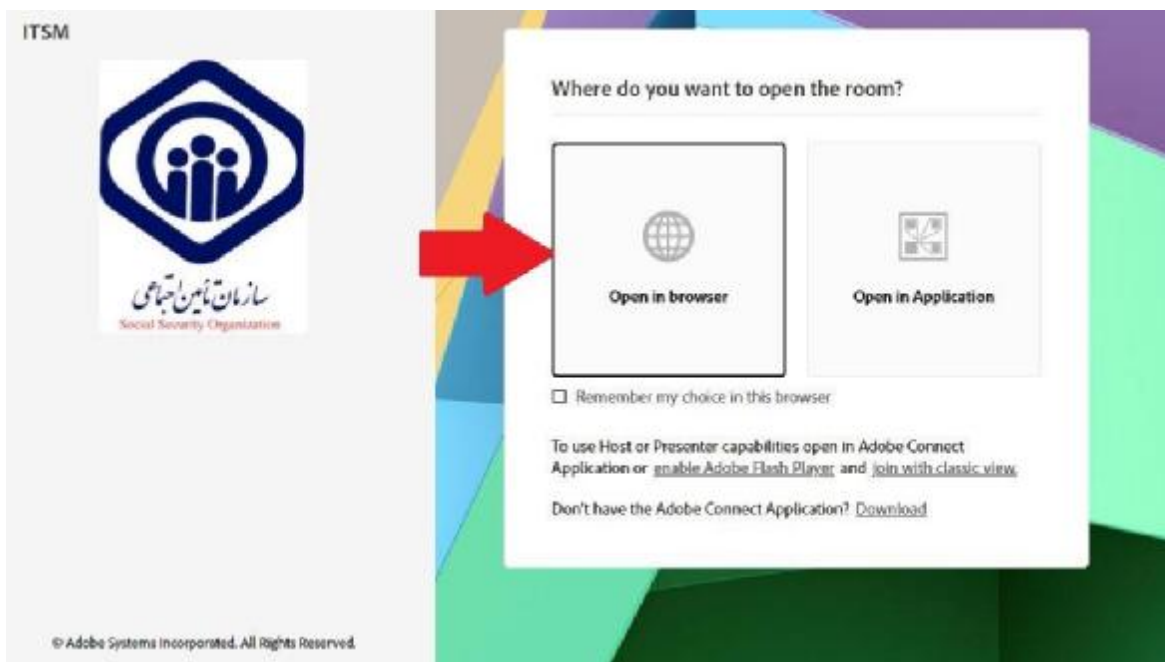 ITSM
سازمان تأمین اجتماعی
Social Security Organization
© Adobe Systems Incorporated. All Rights Reserved.
Where do you want to open the room?
Open in browser
Open in Application
Remember my choice in this browser
To use Host or Presenter capabilities open in Adobe Connect
Application or enable Adobe Flash Player and join with classic view.
Don't have the Adobe Connect Application? Download